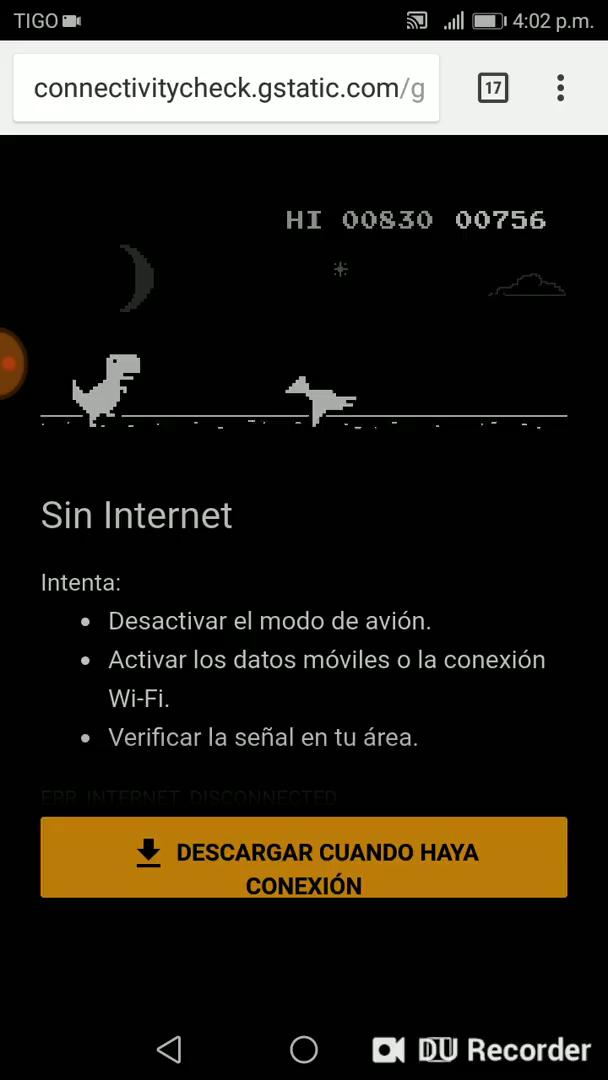 TIGO 4:02 p.m.
connectivitycheck.gstatic.com/g 17
HI 00830 00756
Sin Internet
Intenta:
• Desactivar el modo de avión.
• Activar los datos móviles o la conexión
Wi-Fi.
• Verificar la señal en tu área.
ERR_INTERNET_DISCONNECTED
DESCARGAR CUANDO HAYA
CONEXIÓN
DU Recorder